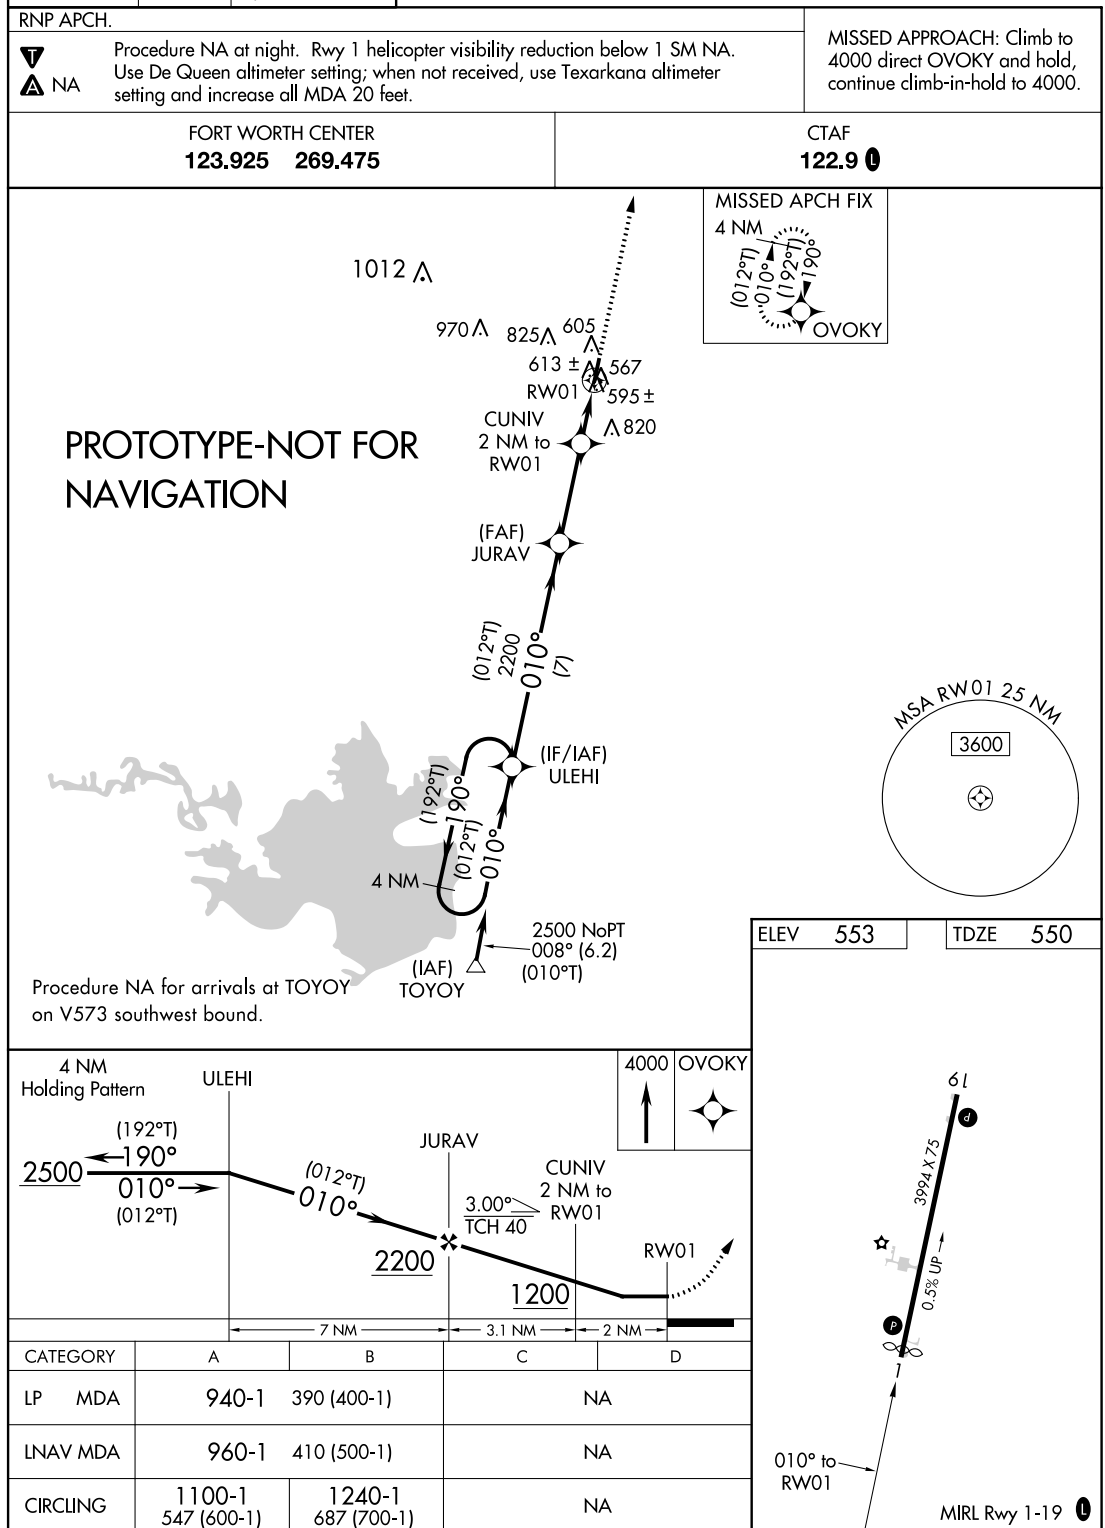 RNP APCH.
T
A NA
Procedure NA at night. Rwy 1 helicopter visibility reduction below 1 SM NA.
Use De Queen altimeter setting; when not received, use Texarkana altimeter
setting and increase all MDA 20 feet.
MISSED APPROACH: Climb to
4000 direct OVOKY and hold,
continue climb-in-hold to 4000.
FORT WORTH CENTER
123.925 269.475
CTAF
122.9 L
MISSED APCH FIX
4 NM
(012°T)
010°
(192°T)
190°
OVOKY
1012
970
825
605
613 ±
567
RW01
595 ±
820
CUNIV
2 NM to
RW01
PROTOTYPE-NOT FOR
NAVIGATION
(FAF)
JURAV
(012°T)
2200
010°
(7)
MSA RW01 25 NM
3600
(IF/IAF)
ULEHI
(192°T)
190°
(012°T)
010°
4 NM
2500 NoPT
008° (6.2)
(010°T)
(IAF)
TOYOY
Procedure NA for arrivals at TOYOY
on V573 southwest bound.
ELEV 553
TDZE 550
19
P
3994 X 75
0.5% UP
P
1
010° to
RW01
MIRL Rwy 1-19 L
4 NM
Holding Pattern
ULEHI
4000
OVOKY
(192°T)
190°
2500
010°
(012°T)
(012°T)
010°
JURAV
2200
3.00°
TCH 40
CUNIV
2 NM to
RW01
1200
RW01
7 NM
3.1 NM
2 NM
CATEGORY A B C D
LP MDA 940-1 390 (400-1) NA
LNAV MDA 960-1 410 (500-1) NA
CIRCLING 1100-1 1240-1 NA
547 (600-1) 687 (700-1)